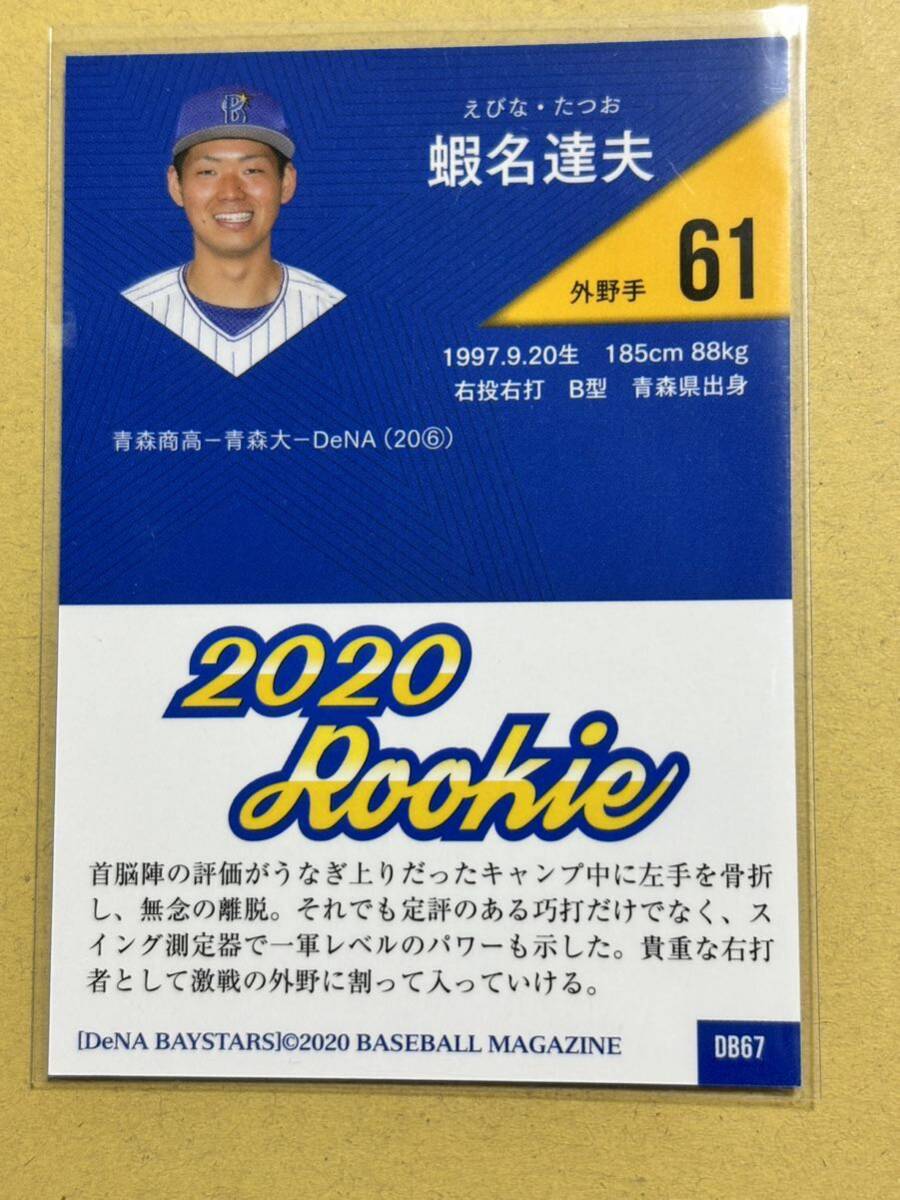 B
えびな・たつお
蝦名達夫
外野手 61
1997.9.20生 185cm 88kg
右投右打 B型 青森県出身
青森商高－青森大－DeNA（20⑥）
2020
Rookie
首脳陣の評価がうなぎ上りだったキャンプ中に左手を骨折
し、無念の離脱。それでも定評のある巧打だけでなく、ス
イング測定器で一軍レベルのパワーも示した。貴重な右打
者として激戦の外野に割って入っていける。
[DeNA BAYSTARS]©2020 BASEBALL MAGAZINE
DB67